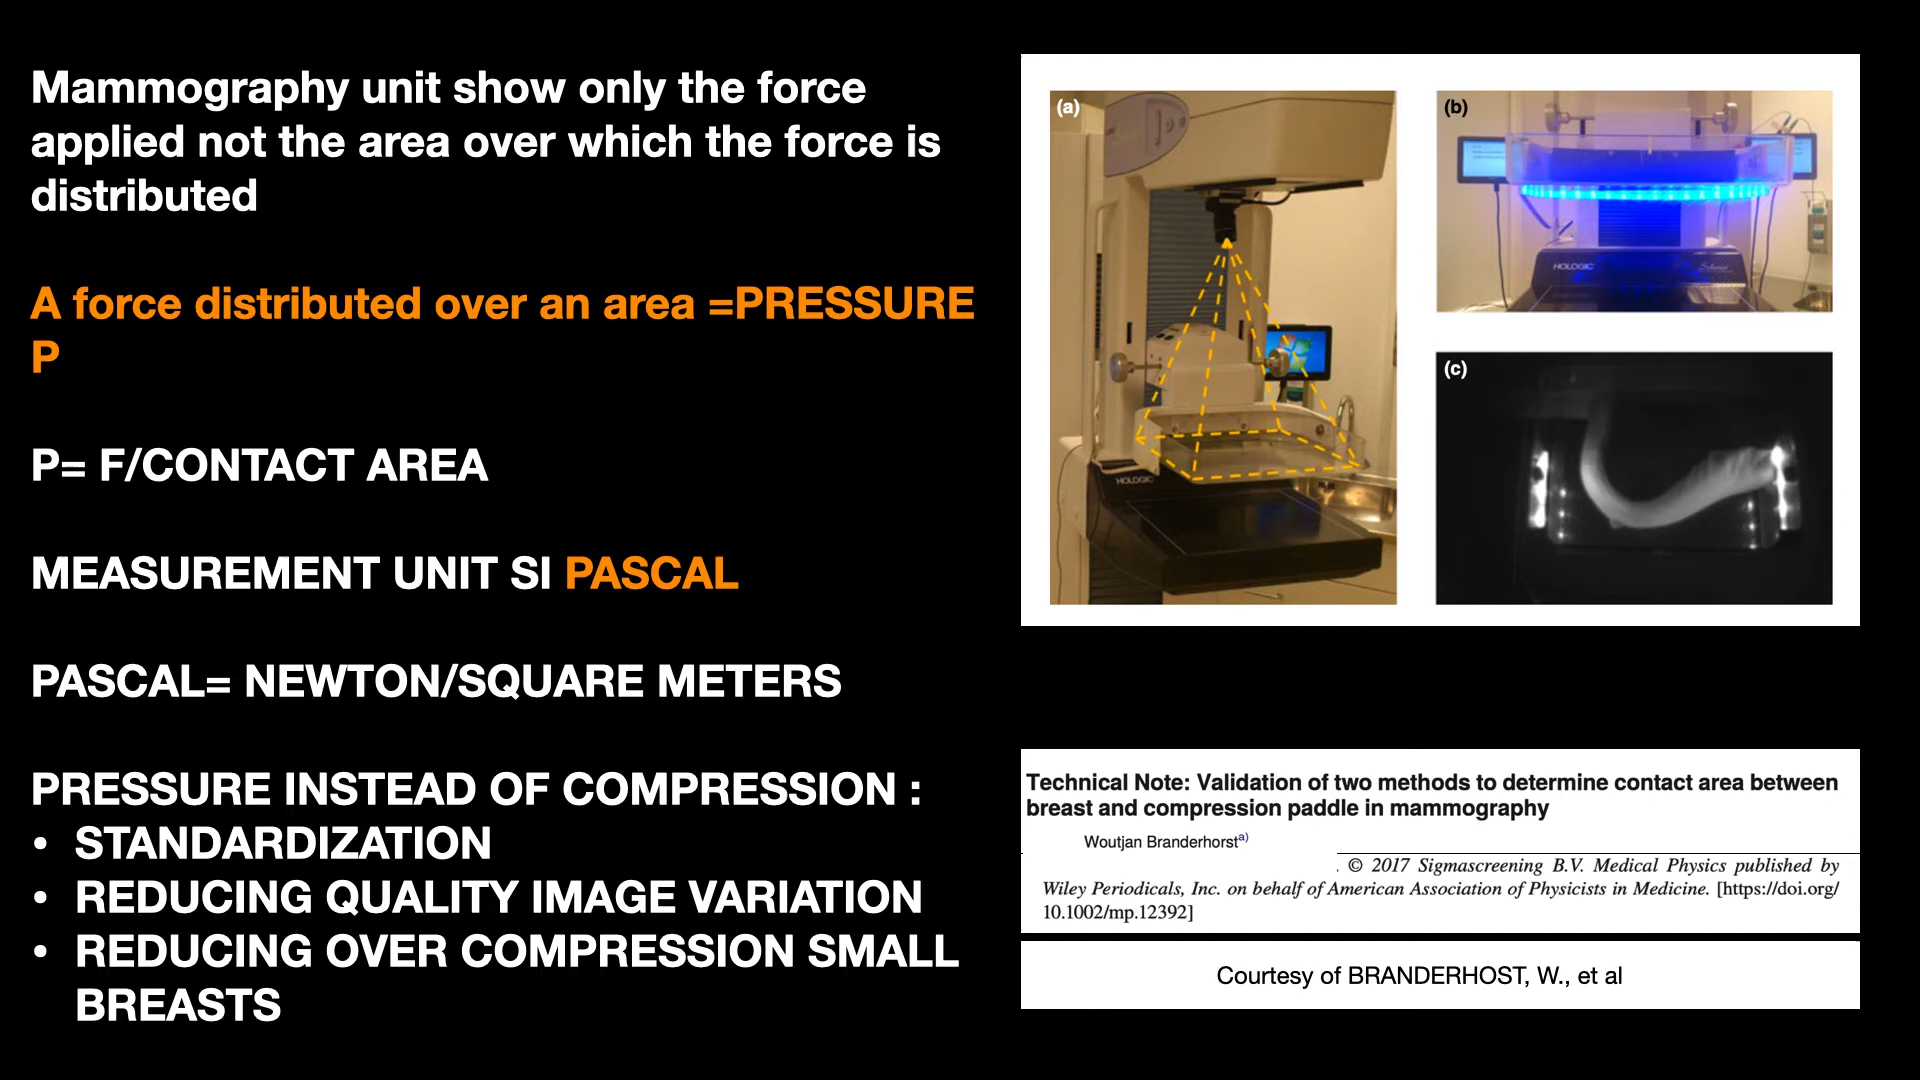 Mammography unit show only the force
applied not the area over which the force is
distributed
A force distributed over an area =PRESSURE
P
P= F/CONTACT AREA
MEASUREMENT UNIT SI PASCAL
PASCAL= NEWTON/SQUARE METERS
PRESSURE INSTEAD OF COMPRESSION :
• STANDARDIZATION
• REDUCING QUALITY IMAGE VARIATION
• REDUCING OVER COMPRESSION SMALL
BREASTS
(a)
HOLOGIC
(b)
HOLOGIC
(c)
Technical Note: Validation of two methods to determine contact area between
breast and compression paddle in mammography
Woutjan Branderhorst a)
. © 2017 Sigmascreening B.V. Medical Physics published by
Wiley Periodicals, Inc. on behalf of American Association of Physicists in Medicine. [https://doi.org/
10.1002/mp.12392]
Courtesy of BRANDERHOST, W., et al